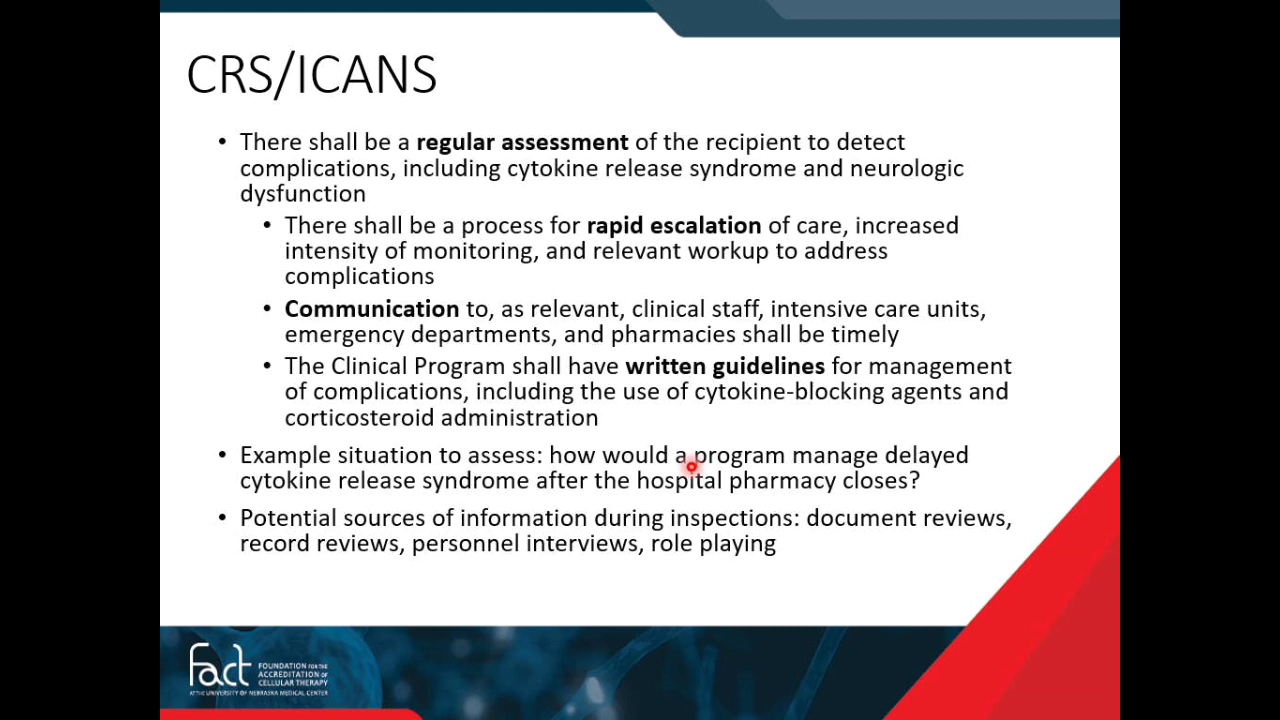 CRS/ICANS
• There shall be a regular assessment of the recipient to detect
complications, including cytokine release syndrome and neurologic
dysfunction
• There shall be a process for rapid escalation of care, increased
intensity of monitoring, and relevant workup to address
complications
• Communication to, as relevant, clinical staff, intensive care units,
emergency departments, and pharmacies shall be timely
• The Clinical Program shall have written guidelines for management
of complications, including the use of cytokine-blocking agents and
corticosteroid administration
• Example situation to assess: how would a program manage delayed
cytokine release syndrome after the hospital pharmacy closes?
• Potential sources of information during inspections: document reviews,
record reviews, personnel interviews, role playing
fact
FOUNDATION FOR THE
ACCREDITATION OF
CELLULAR THERAPY
AT THE UNIVERSITY OF NEBRASKA MEDICAL CENTER